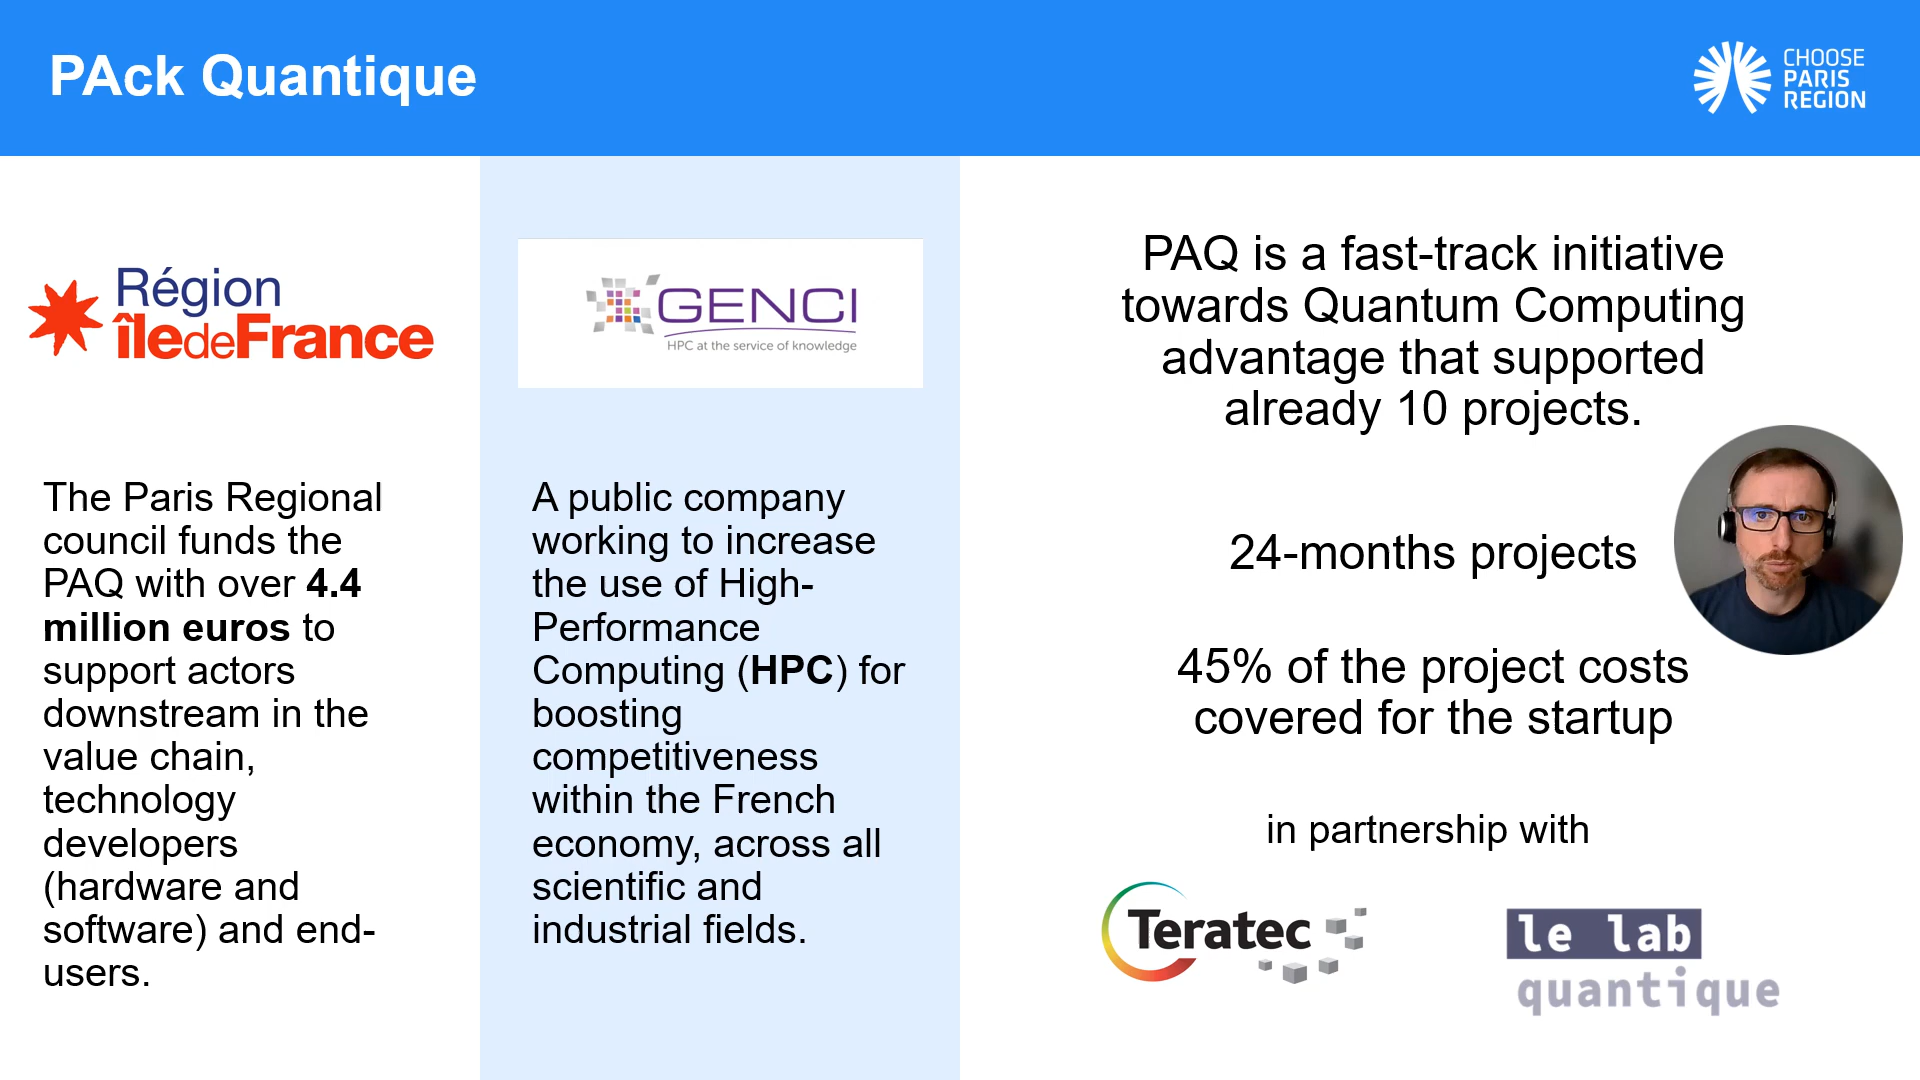 PAck Quantique
CHOOSE
PARIS
REGION
Région
îledeFrance
The Paris Regional
council funds the
PAQ with over 4.4
million euros to
support actors
downstream in the
value chain,
technology
developers
(hardware and
software) and end-
users.
GENCI
HPC at the service of knowledge
A public company
working to increase
the use of High-
Performance
Computing (HPC) for
boosting
competitiveness
within the French
economy, across all
scientific and
industrial fields.
PAQ is a fast-track initiative
towards Quantum Computing
advantage that supported
already 10 projects.
24-months projects
45% of the project costs
covered for the startup
in partnership with
Teratec
le lab
quantique